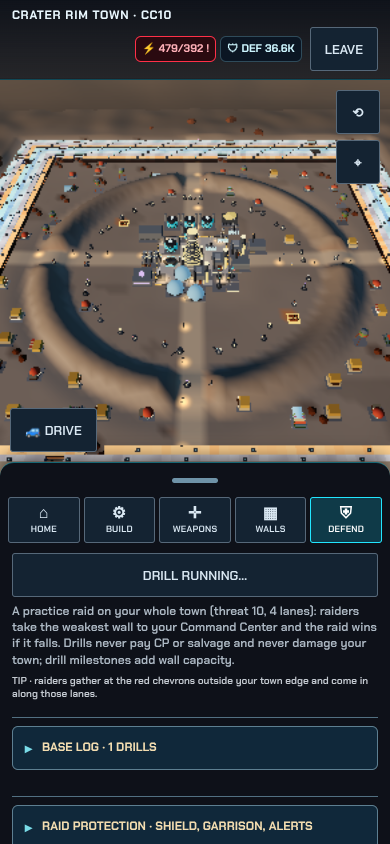 CRATER RIM TOWN · CC10
⚡ 479/392 !
🛡 DEF 36.6K
LEAVE
🚙 DRIVE
HOME
BUILD
WEAPONS
WALLS
DEFEND
DRILL RUNNING...
A practice raid on your whole town (threat 10, 4 lanes): raiders
take the weakest wall to your Command Center and the raid wins
if it falls. Drills never pay CP or salvage and never damage your
town; drill milestones add wall capacity.
TIP · raiders gather at the red chevrons outside your town edge and come in
along those lanes.
▶ BASE LOG · 1 DRILLS
▶ RAID PROTECTION · SHIELD, GARRISON, ALERTS